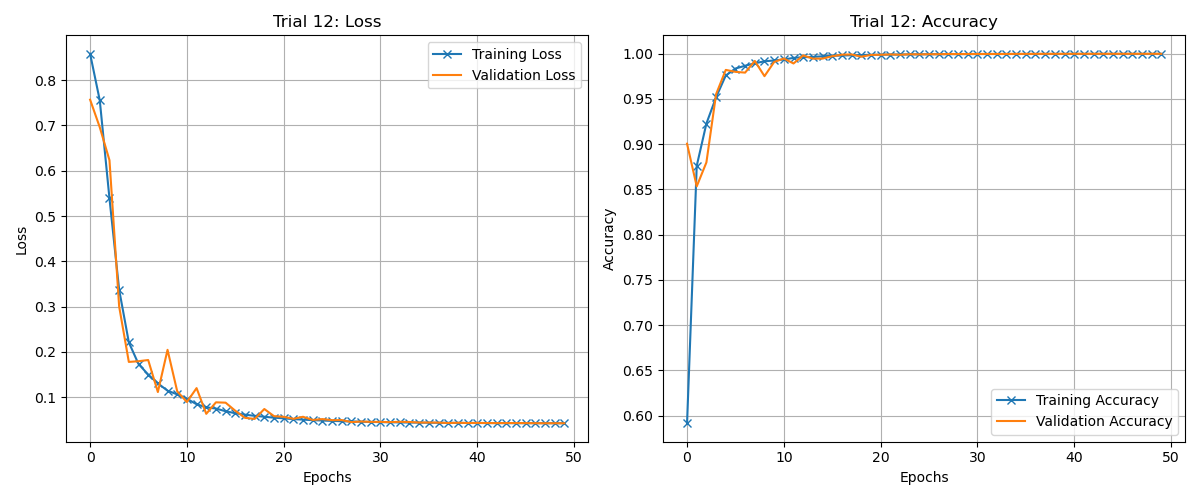 Trial 12: Loss
Training Loss
Validation Loss
0.8
0.7
0.6
0.5
0.4
0.3
0.2
0.1
Loss
0 10 20 30 40 50
Epochs
Trial 12: Accuracy
1.00
0.95
0.90
0.85
0.80
0.75
0.70
0.65
0.60
Accuracy
Training Accuracy
Validation Accuracy
0 10 20 30 40 50
Epochs